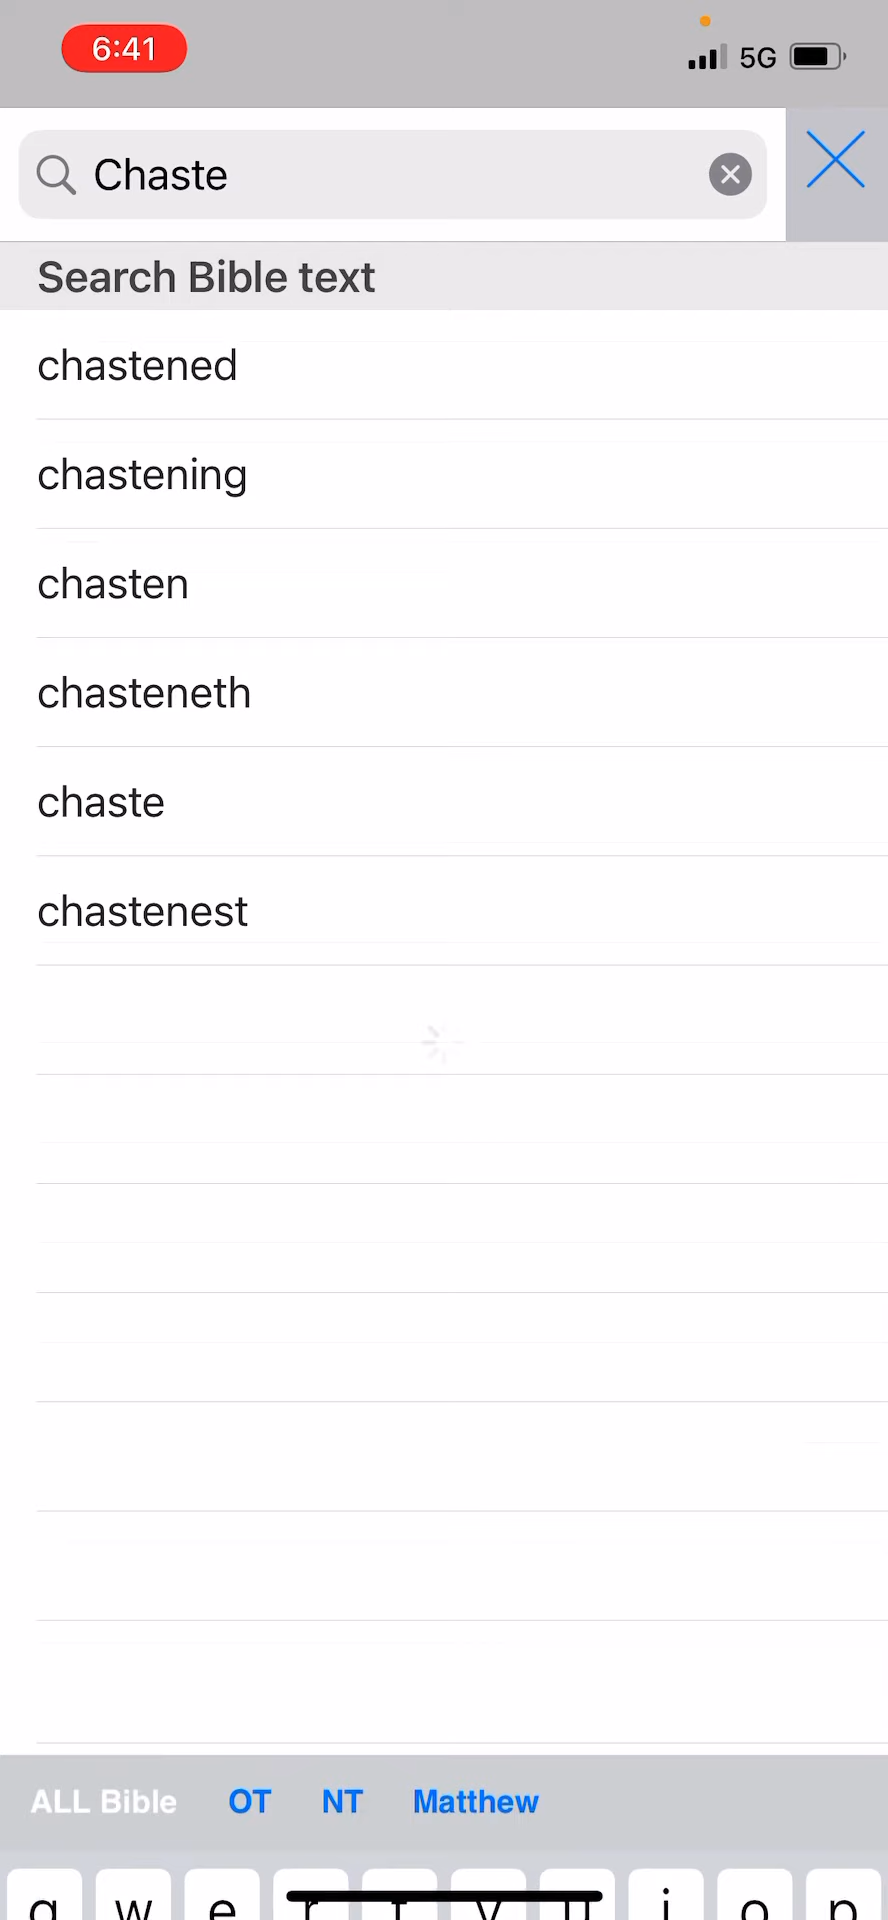 6:41
5G
Chaste
Search Bible text
chastened
chastening
chasten
chasteneth
chaste
chastenest
ALL Bible OT NT Matthew
q w e r t y u i o p